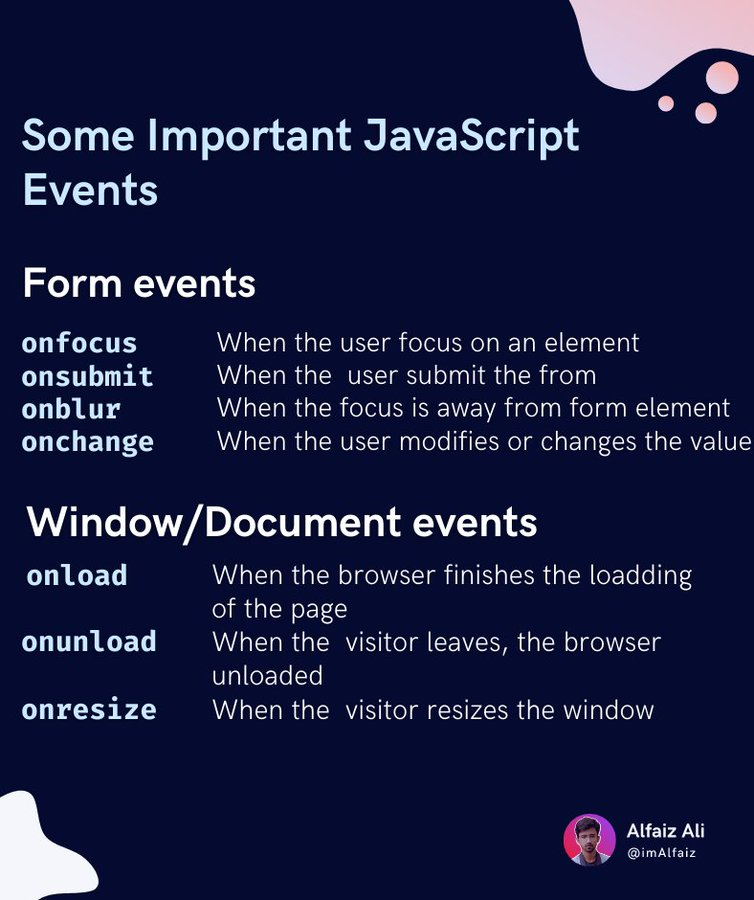 Some Important JavaScript
Events
Form events
onfocus When the user focus on an element
onsubmit When the user submit the from
onblur When the focus is away from form element
onchange When the user modifies or changes the value
Window/Document events
onload When the browser finishes the loadding
of the page
onunload When the visitor leaves, the browser
unloaded
onresize When the visitor resizes the window
Alfaiz Ali
@imAlfaiz